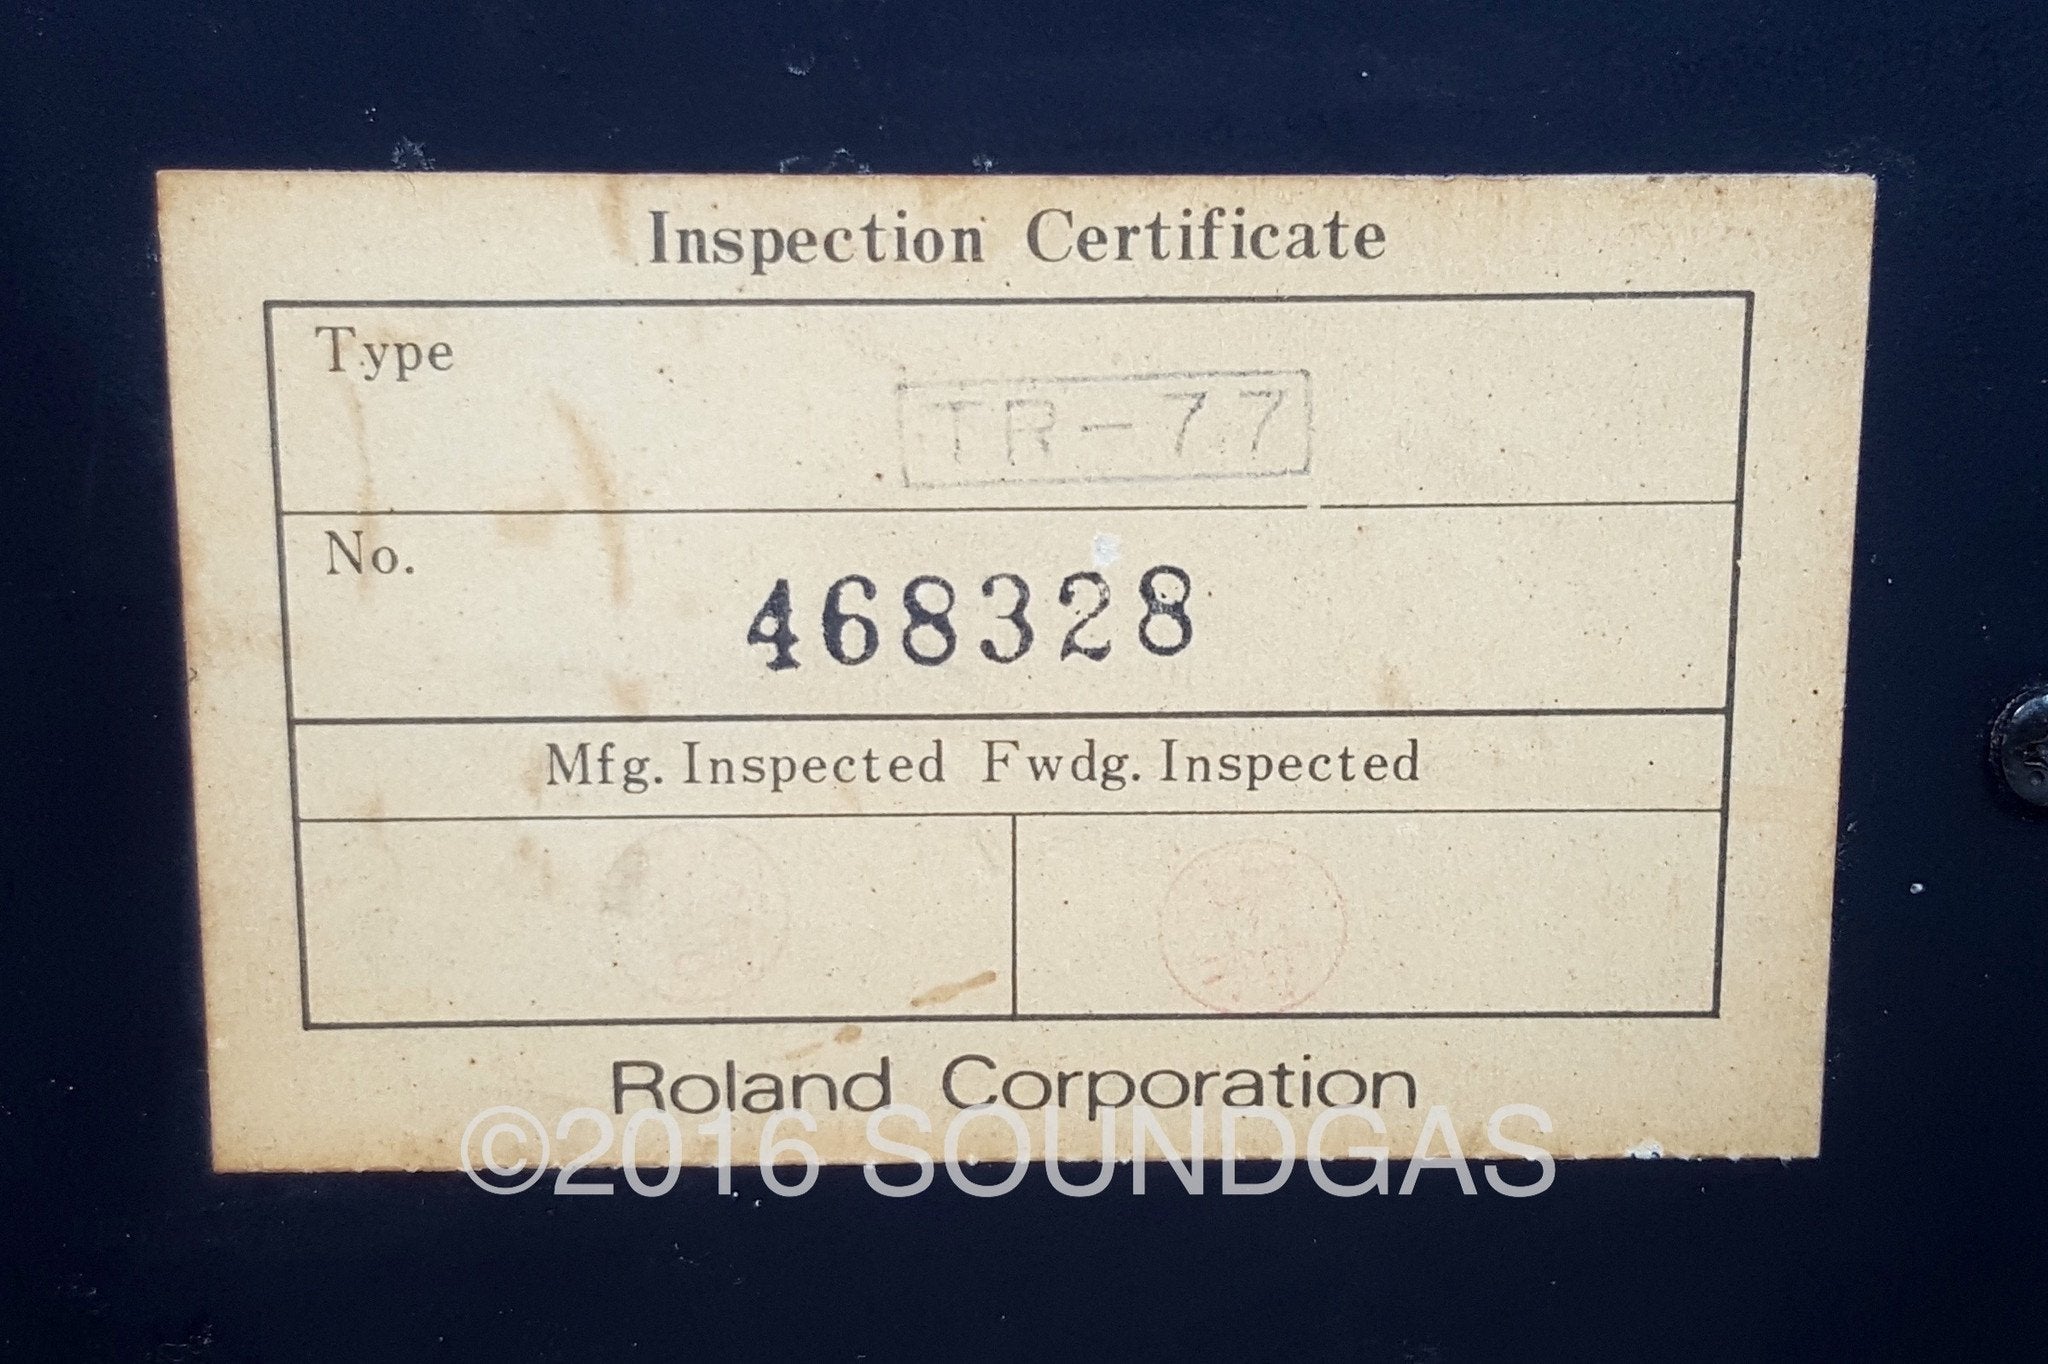 Inspection Certificate
Type
TR-77
No.
468328
Mfg. Inspected Fwdg. Inspected
Roland Corporation
©2016 SOUNDGAS